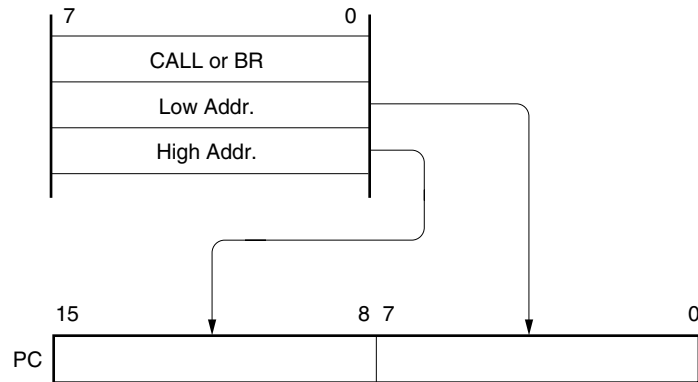 7 0
CALL or BR
Low Addr.
High Addr.
15 8 7 0
PC